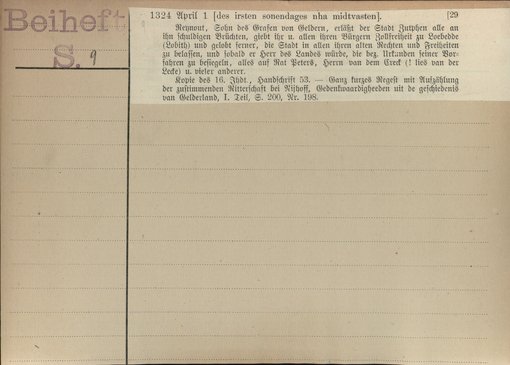 Beiheft
S. 9
1324 April 1 [des irsten sonendages nha midtvasten]. [29
Reynout, Sohn des Grafen von Geldern, erläßt der Stadt Zutphen alle an
ihn schuldigen Brüchten, giebt ihr u. allen ihren Bürgern Zollfreiheit zu Loebedde
(Lobith) und gelobt ferner, die Stadt in allen ihren alten Rechten und Freiheiten
zu belassen, und sobald er Herr des Landes würde, die bez. Urkunden seiner Vor-
fahren zu besiegeln, alles auf Rat Peters, Herrn van dem Creck (! lies van der
Lecke) u. vieler anderer.
Kopie des 16. Jhdt., Handschrift 53. — Ganz kurzes Regest mit Aufzählung
der zustimmenden Ritterschaft bei Nijhoff, Gedenkwaardigheden uit de geschiedenis
van Gelderland, I. Teil, S. 200, Nr. 198.